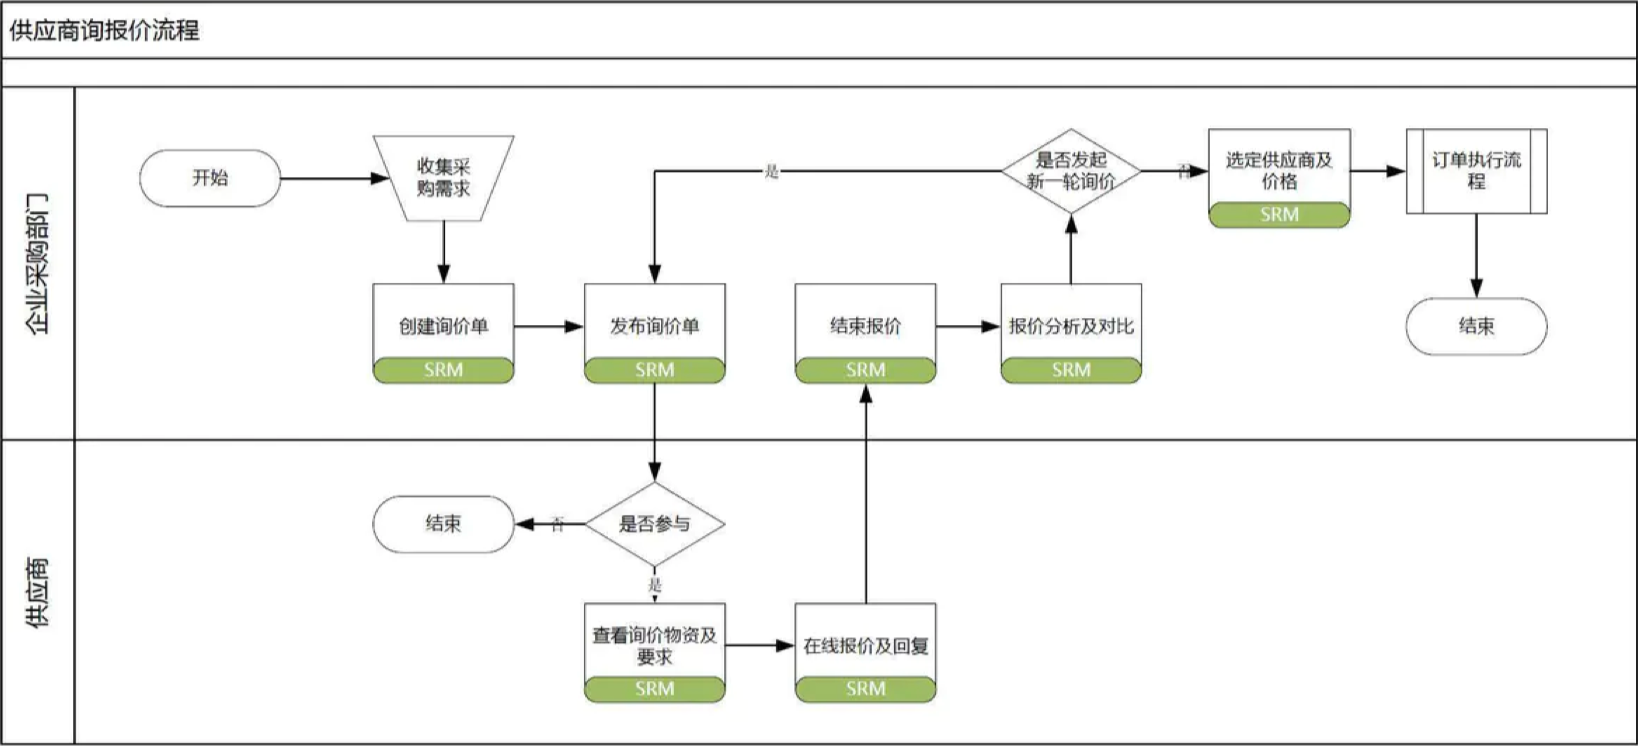 供应商询报价流程
企业采购部门
开始
收集采
购需求
是
是否发起
新一轮询价
否
选定供应商及
价格
SRM
订单执行流
程
创建询价单
SRM
发布询价单
SRM
结束报价
SRM
报价分析及对比
SRM
结束
供应商
结束
否
是否参与
是
查看询价物资及
要求
SRM
在线报价及回复
SRM